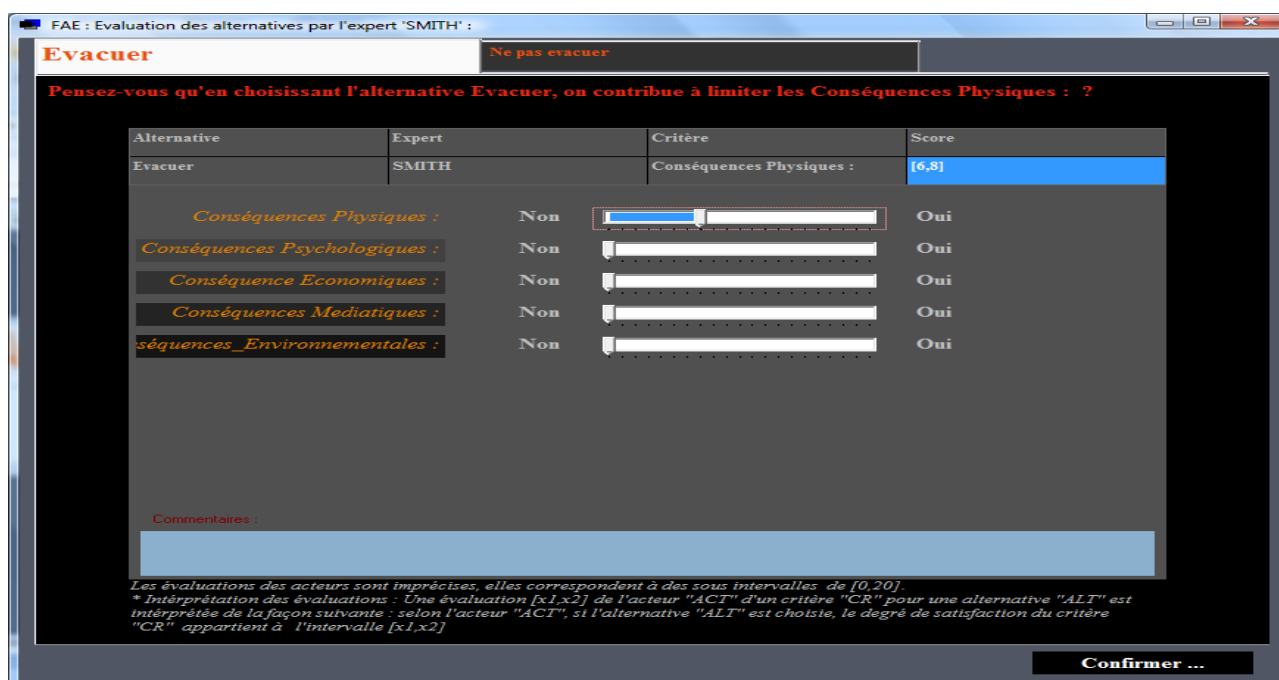 FAE : Evaluation des alternatives par l'expert 'SMITH' :
Evacuer Ne pas evacuer
Pensez-vous qu'en choisissant l'alternative Evacuer, on contribue à limiter les Conséquences Physiques : ?
Alternative Expert Critère Score
Evacuer SMITH Conséquences Physiques : [6,8]
Conséquences Physiques : Non Oui
Conséquences Psychologiques : Non Oui
Conséquence Economiques : Non Oui
Conséquences Mediatiques : Non Oui
séquences_Environnementales : Non Oui
Commentaires :
Les évaluations des acteurs sont imprécises, elles correspondent à des sous intervalles de [0,20].
* Intérprétation des évaluations : Une évaluation [x1,x2] de l'acteur "ACT" d'un critère "CR" pour une alternative "ALT" est
intérprétée de la façon suivante : selon l'acteur "ACT", si l'alternative "ALT" est choisie, le degré de satisfaction du critère
"CR" appartient à l'intervalle [x1,x2]
Confirmer ...